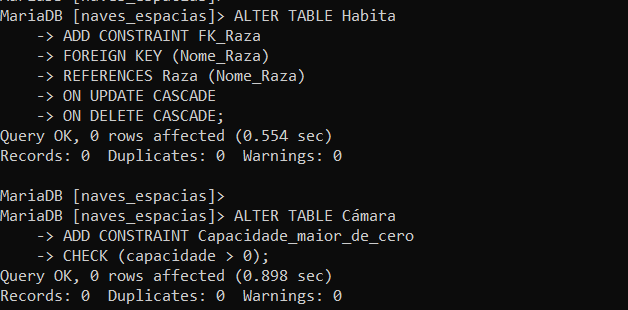 MariaDB [naves_espacias]>
MariaDB [naves_espacias]> ALTER TABLE Habita
    -> ADD CONSTRAINT FK_Raza
    -> FOREIGN KEY (Nome_Raza)
    -> REFERENCES Raza (Nome_Raza)
    -> ON UPDATE CASCADE
    -> ON DELETE CASCADE;
Query OK, 0 rows affected (0.554 sec)
Records: 0  Duplicates: 0  Warnings: 0

MariaDB [naves_espacias]>
MariaDB [naves_espacias]> ALTER TABLE Cámara
    -> ADD CONSTRAINT Capacidade_maior_de_cero
    -> CHECK (capacidade > 0);
Query OK, 0 rows affected (0.898 sec)
Records: 0  Duplicates: 0  Warnings: 0